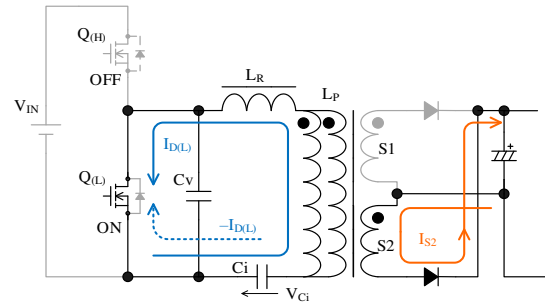 Q(H)
OFF
VIN
LR
LP
ID(L)
S1
+
Q(L)
Cv
ON
–ID(L)
S2
IS2
Ci
VCi